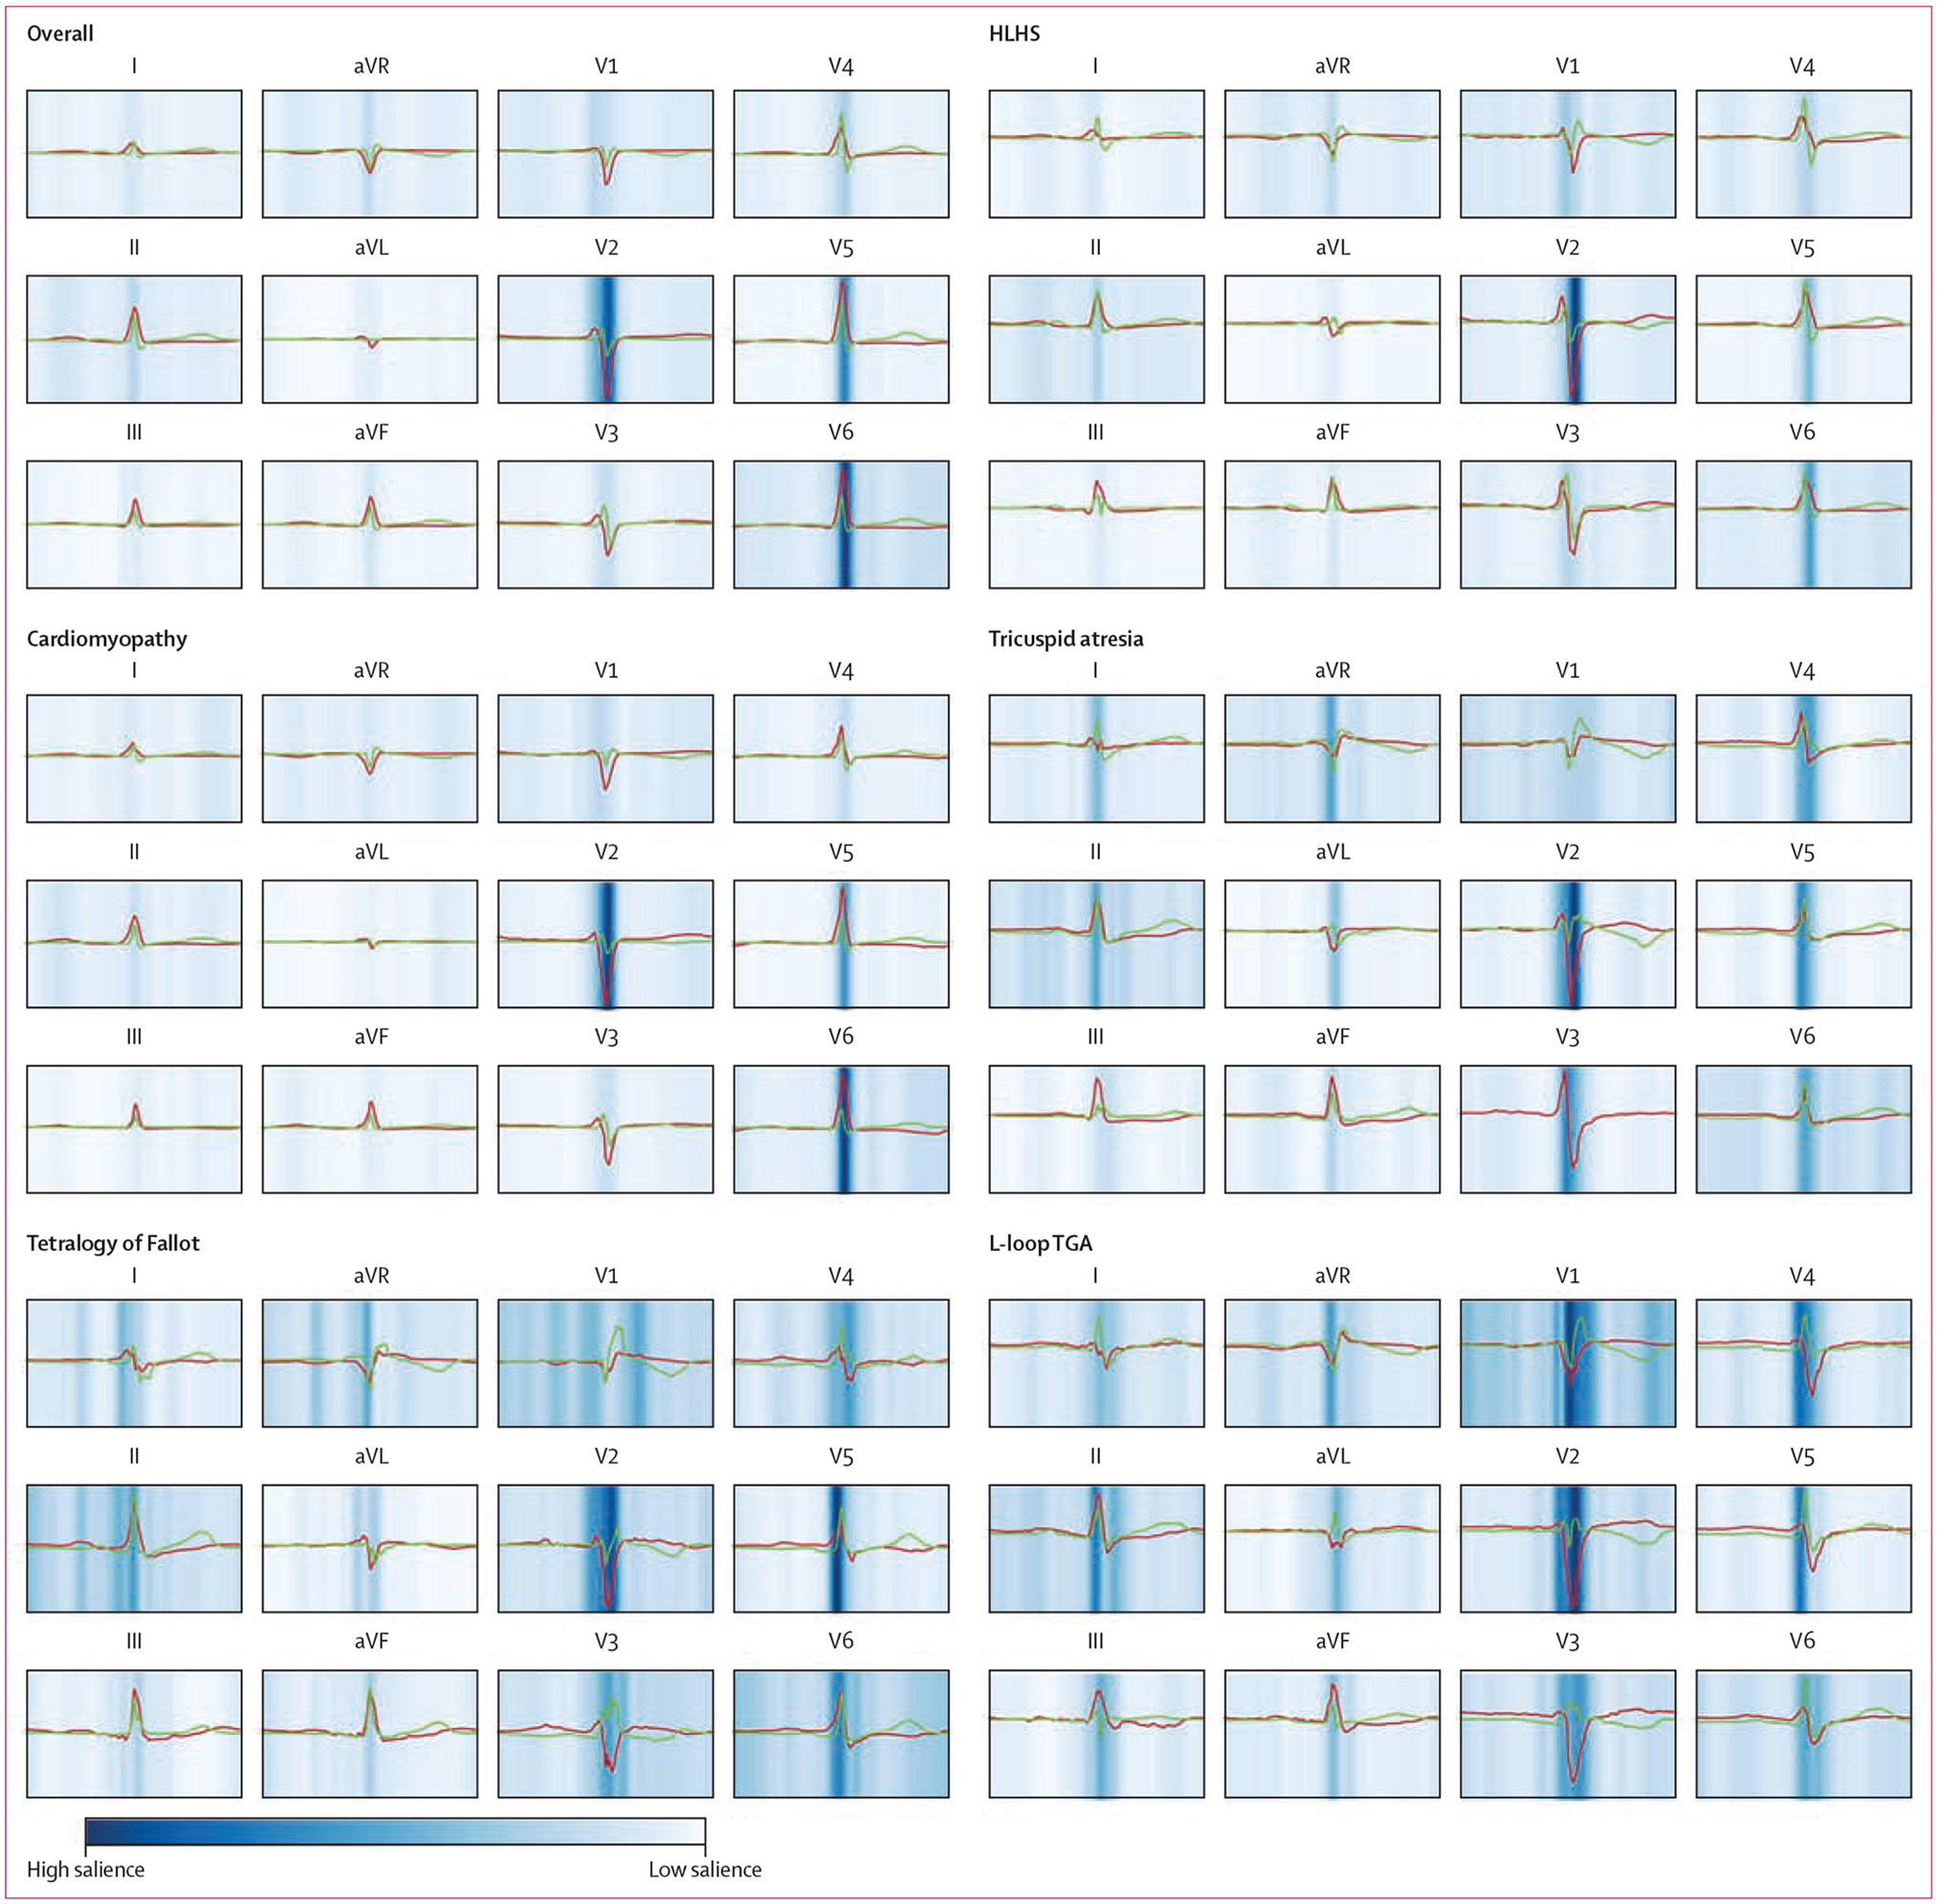 Overall
I aVR V1 V4
II aVL V2 V5
III aVF V3 V6
HLHS
I aVR V1 V4
II aVL V2 V5
III aVF V3 V6
Cardiomyopathy
I aVR V1 V4
II aVL V2 V5
III aVF V3 V6
Tricuspid atresia
I aVR V1 V4
II aVL V2 V5
III aVF V3 V6
Tetralogy of Fallot
I aVR V1 V4
II aVL V2 V5
III aVF V3 V6
L-loop TGA
I aVR V1 V4
II aVL V2 V5
III aVF V3 V6
High salience Low salience